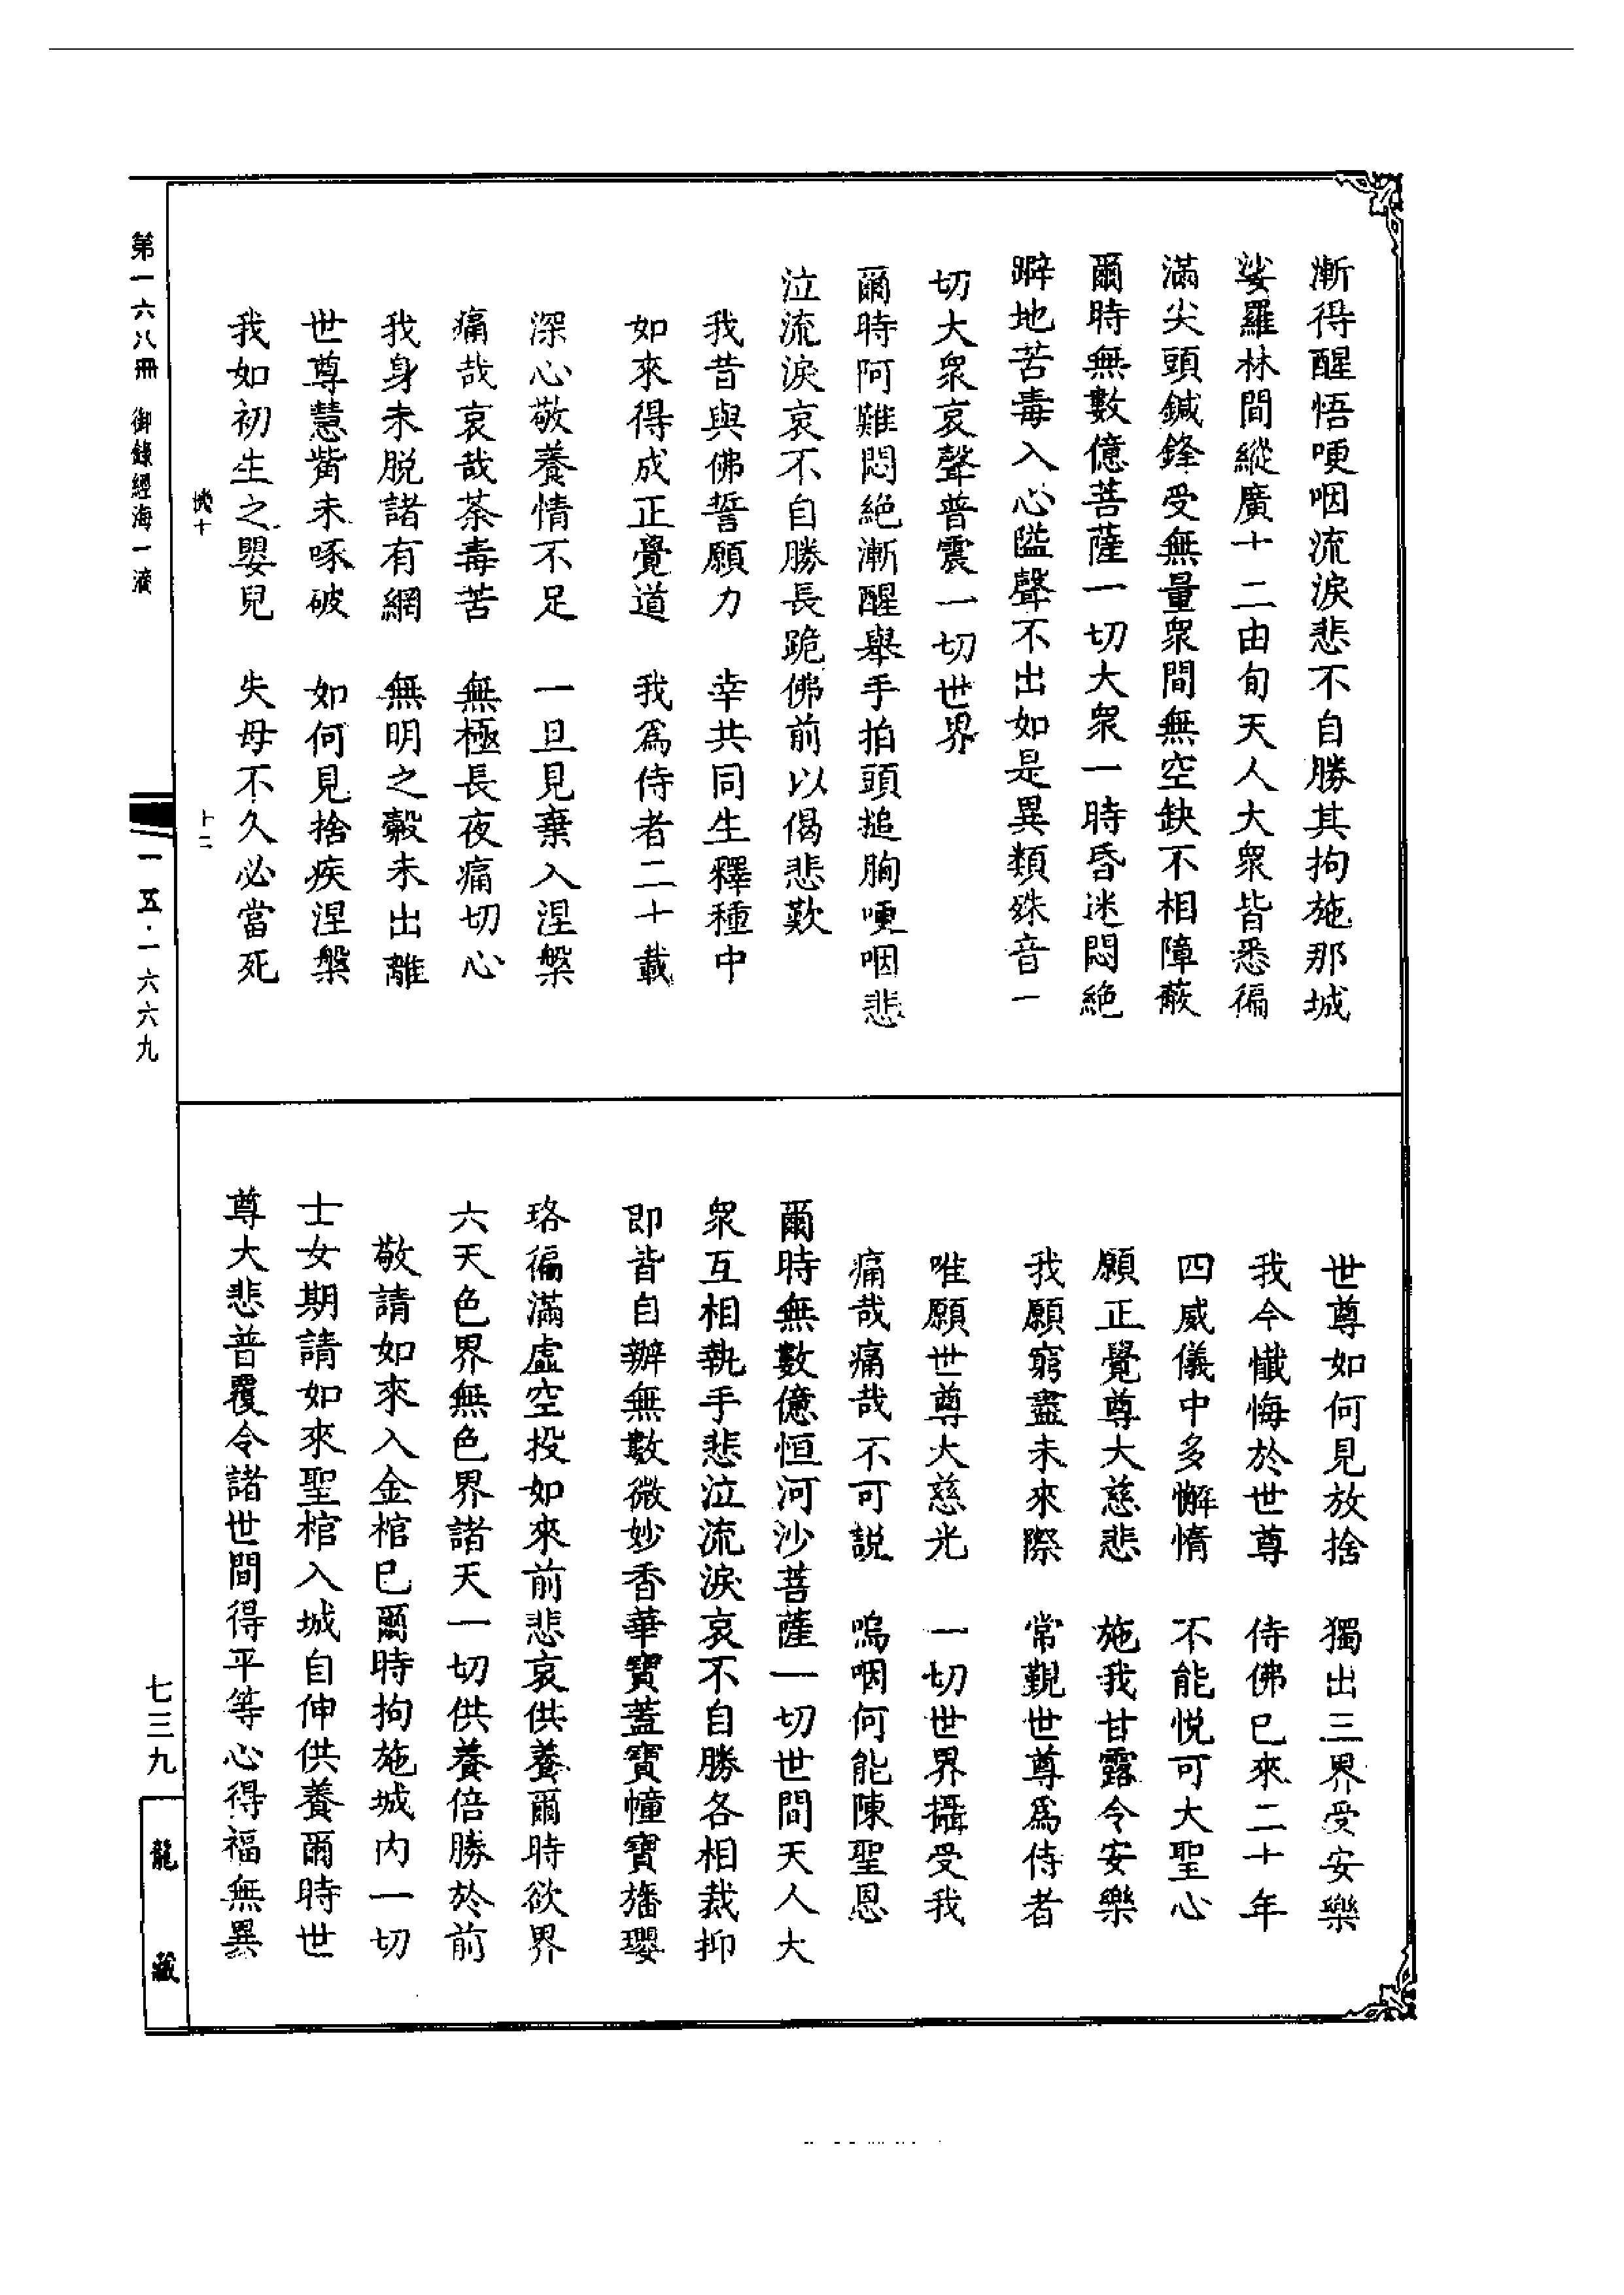 漸得醒悟哽咽流淚悲不自勝其拘施那城
娑羅林間縱廣十二由旬天人大衆皆悉徧
滿尖頭鍼鋒受無量衆間無空缺不相障蔽
爾時無數億菩薩一切大衆一時昏迷悶絶
躃地苦毒入心隘聲不出如是異類殊音一
切大衆哀聲普震一切世界
爾時阿難悶絶漸醒舉手拍頭搥胸哽咽悲
泣流淚哀不自勝長跪佛前以偈悲歎
我昔與佛誓願力　幸共同生釋種中
如來得成正覺道　我爲侍者二十載
深心敬養情不足　一旦見棄入涅槃
痛哉哀哉荼毒苦　無極長夜痛切心
我身未脱諸有網　無明之㲉未出離
世尊慧觜未啄破　如何見捨疾涅槃
我如初生之嬰兒　失母不久必當死
世尊如何見放捨　獨出三界受安樂
我今懺悔於世尊　侍佛已來二十年
四威儀中多懈惰　不能悦可大聖心
願正覺尊大慈悲　施我甘露令安樂
我願窮盡未來際　常覲世尊爲侍者
唯願世尊大慈光　一切世界攝受我
痛哉痛哉不可説　嗚咽何能陳聖恩
爾時無數億恒河沙菩薩一切世間天人大
衆互相執手悲泣流淚哀不自勝各相裁抑
即皆自辦無數微妙香華寶蓋寶幢寶旛瓔
珞徧滿虛空投如來前悲哀供養爾時欲界
六天色界無色界諸天一切供養倍勝於前
敬請如來入金棺已爾時拘施城内一切
士女期請如來聖棺入城自伸供養爾時世
尊大悲普覆令諸世間得平等心得福無異
第一六八冊　御錄經海一滴
十二
一五·一六六九
七三九
龍藏